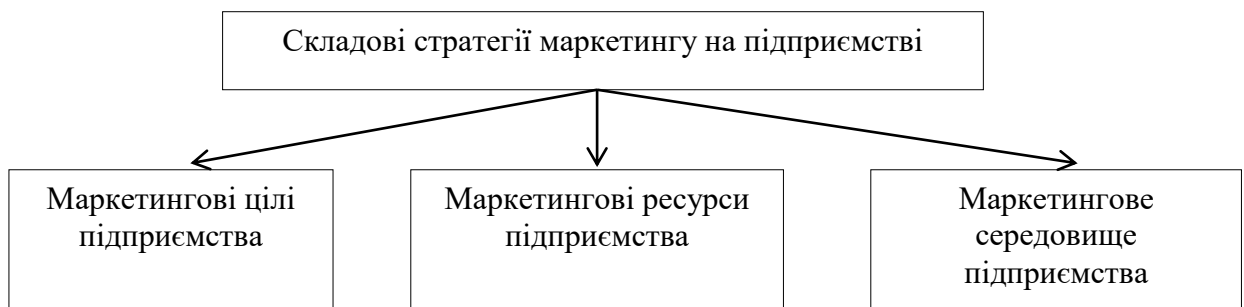 Складові стратегії маркетингу на підприємстві
Маркетингові цілі
підприємства
Маркетингові ресурси
підприємства
Маркетингове
середовище
підприємства